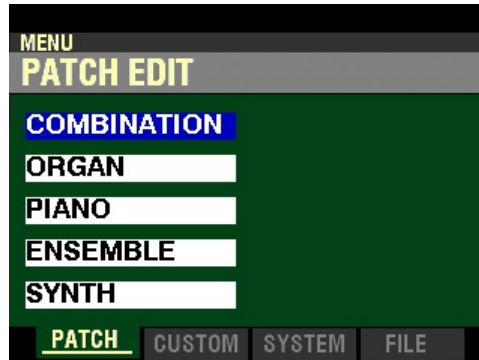 MENU
PATCH EDIT
COMBINATION
ORGAN
PIANO
ENSEMBLE
SYNTH
PATCH CUSTOM SYSTEM FILE